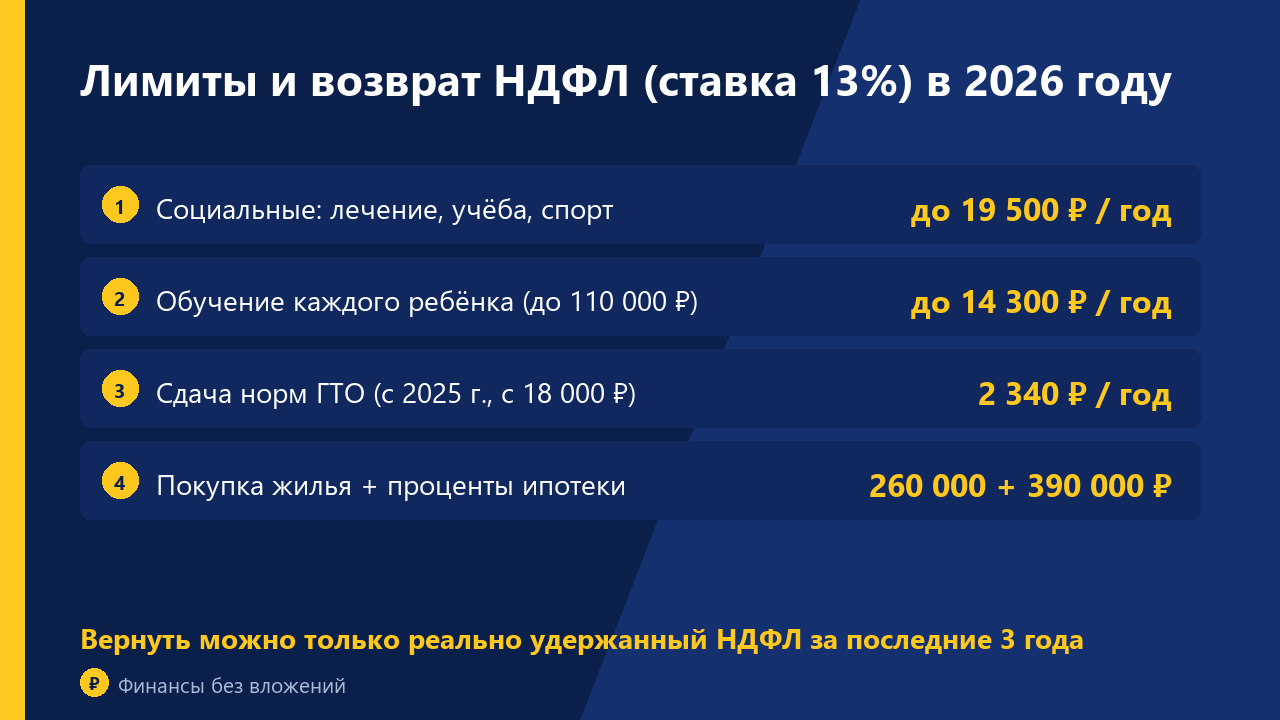 Лимиты и возврат НДФЛ (ставка 13%) в 2026 году
1 Социальные: лечение, учёба, спорт до 19 500 ₽ / год
2 Обучение каждого ребёнка (до 110 000 ₽) до 14 300 ₽ / год
3 Сдача норм ГТО (с 2025 г., с 18 000 ₽) 2 340 ₽ / год
4 Покупка жилья + проценты ипотеки 260 000 + 390 000 ₽
Вернуть можно только реально удержанный НДФЛ за последние 3 года
₽ Финансы без вложений